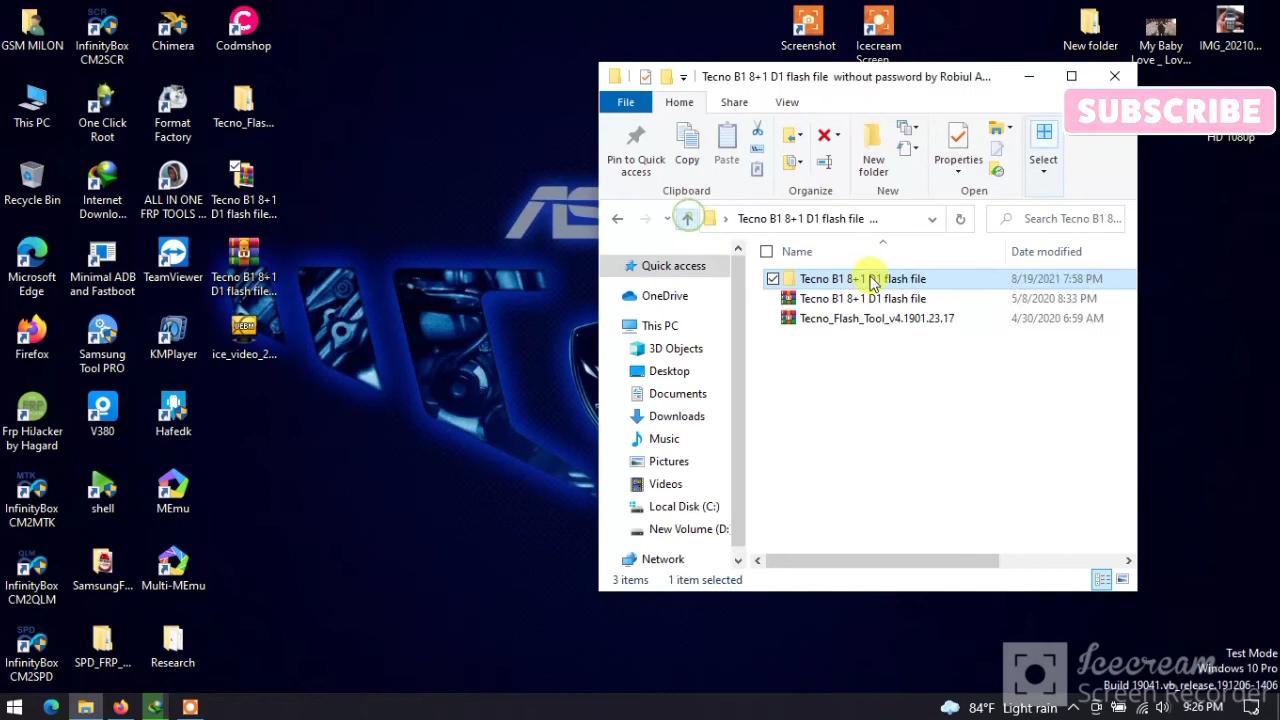 GSM MILON
InfinityBox
CM2SCR
Chimera
Codmshop
This PC
One Click
Root
Format
Factory
Tecno_Flas...
Recycle Bin
Internet
Downlo...
ALL IN ONE
FRP TOOLS ...
Tecno B1 8+1
D1 flash file...
Microsoft
Edge
Minimal ADB
and Fastboot
TeamViewer
Tecno B1 8+1
D1 flash file...
Firefox
Samsung
Tool PRO
KMPlayer
ice_video_2...
Frp HiJacker
by Hagard
V380
Hafedk
InfinityBox
CM2MTK
shell
MEmu
InfinityBox
CM2QLM
SamsungF...
Multi-MEmu
InfinityBox
CM2SPD
SPD_FRP_...
Research
Screenshot
Icecream
Screen
New folder
My Baby
Love _ Lov...
IMG_20210...
HD 1080p
SUBSCRIBE
Tecno B1 8+1 D1 flash file without password by Robiul A...
File
Home
Share
View
Pin to Quick
access
Copy
Paste
New
folder
Properties
Select
Clipboard
Organize
New
Open
Tecno B1 8+1 D1 flash file ...
Search Tecno B1 8...
Name
Date modified
Tecno B1 8+1 D1 flash file
8/19/2021 7:58 PM
Tecno B1 8+1 D1 flash file
5/8/2020 8:33 PM
Tecno_Flash_Tool_v4.1901.23.17
4/30/2020 6:59 AM
Quick access
OneDrive
This PC
3D Objects
Desktop
Documents
Downloads
Music
Pictures
Videos
Local Disk (C:)
New Volume (D:
Network
3 items
1 item selected
Test Mode
Windows 10 Pro
Build 19041.vb_release.191206-1406
Icecream
Screen Recorder
84°F Light rain
9:26 PM